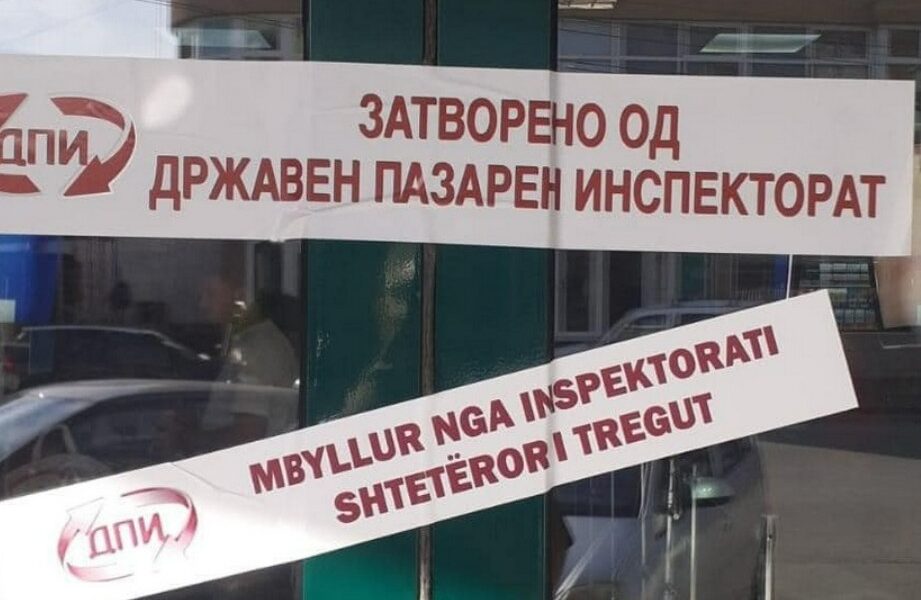 ДПИ
ЗАТВОРЕНО ОД
ДРЖАВЕН ПАЗАРЕН ИНСПЕКТОРАТ
ДПИ
MBYLLUR NGA INSPEKTORATI
SHTETËROR I TREGUT